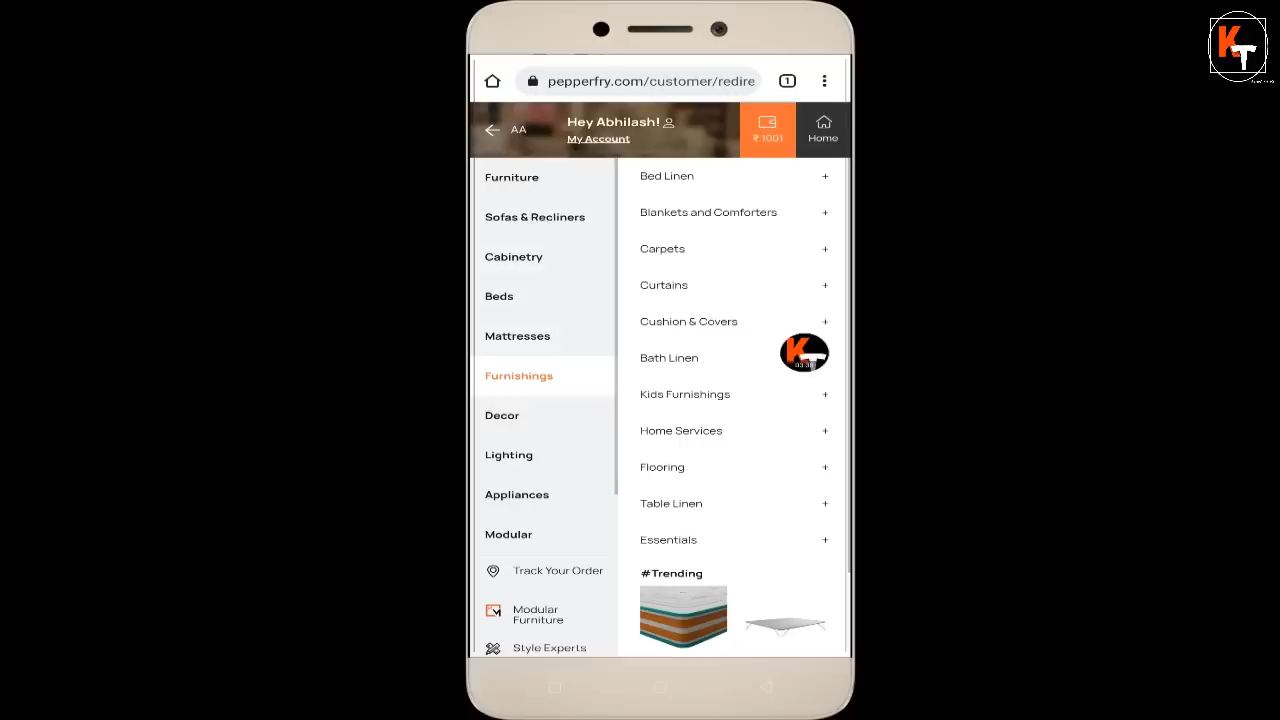 KT
pepperfry.com/customer/redire
1
AA
Hey Abhilash!
My Account
₹ 1001
Home
Furniture
Sofas & Recliners
Cabinetry
Beds
Mattresses
Furnishings
Decor
Lighting
Appliances
Modular
Track Your Order
Modular
Furniture
Style Experts
Bed Linen +
Blankets and Comforters +
Carpets +
Curtains +
Cushion & Covers +
Bath Linen
KT
Kids Furnishings +
Home Services +
Flooring +
Table Linen +
Essentials +
#Trending